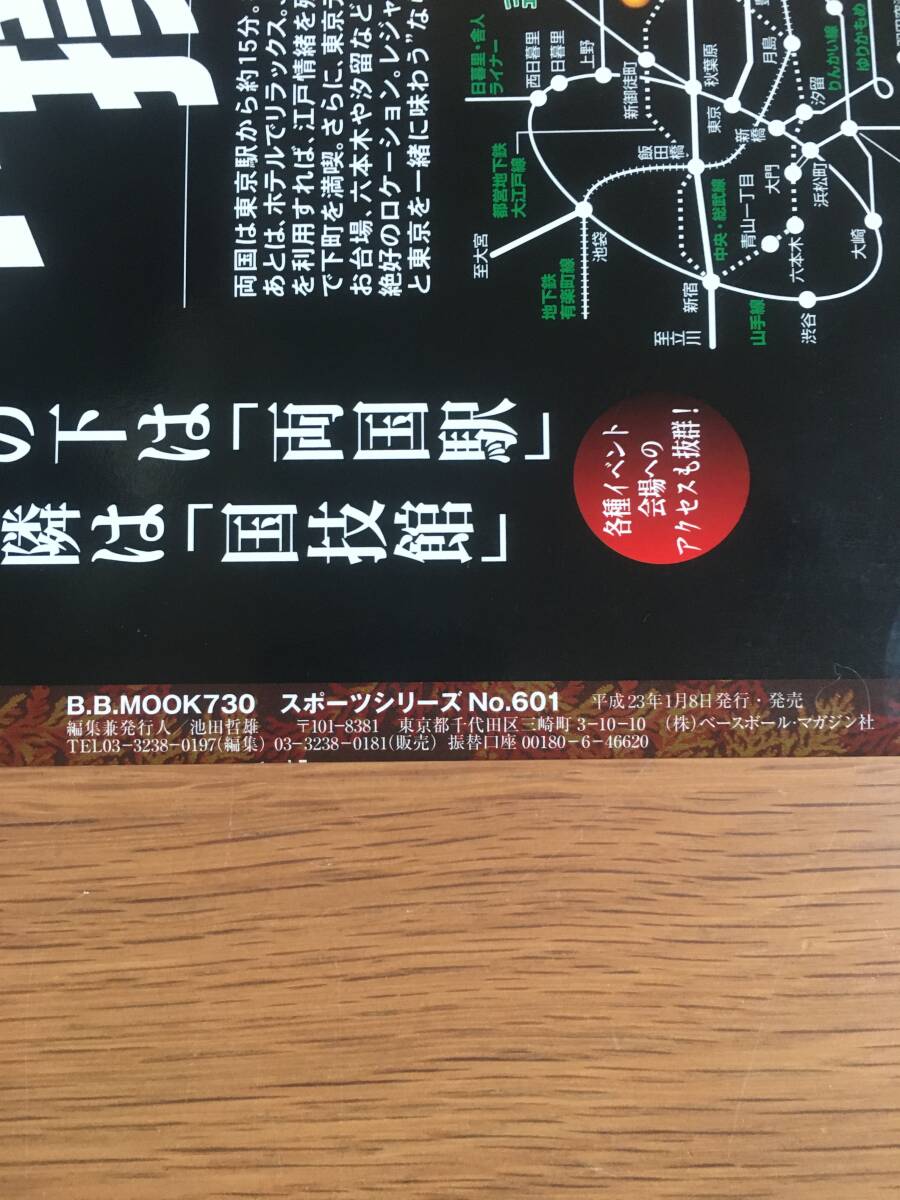 両国は東京駅から約15分。
あとは、ホテルでリラックス。
を利用すれば、江戸情緒を
で下町を満喫。さらに、東京
お台場、六本木や汐留など
絶好のロケーション。レジャ
と東京を一緒に味わう"な
の下は「両国駅」
隣は「国技館」
各種イベント
会場への
アクセスも抜群!
日暮里・舎人
ライナー
西日暮里
日暮里
上野
新御徒町
秋葉原
東京
新橋
月島
汐留
りんかい線
ゆりかもめ
都営地下鉄
大江戸線
飯田橋
中央・総武線
青山一丁目
大門
浜松町
至大宮
池袋
地下鉄
有楽町線
新宿
六本木
大崎
至立川
山手線
渋谷
B.B.MOOK730 スポーツシリーズ No.601 平成23年1月8日発行・発売
編集兼発行人 池田哲雄 〒101-8381 東京都千代田区三崎町3-10-10 (株)ベースボール・マガジン社
TEL03-3238-0197(編集) 03-3238-0181(販売) 振替口座 00180-6-46620